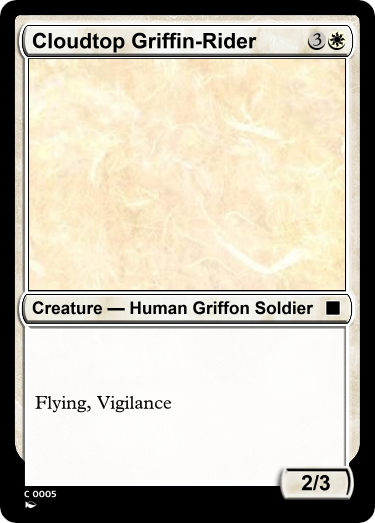 Cloudtop Griffin-Rider 3
Creature — Human Griffon Soldier
Flying, Vigilance
2/3
C 0005